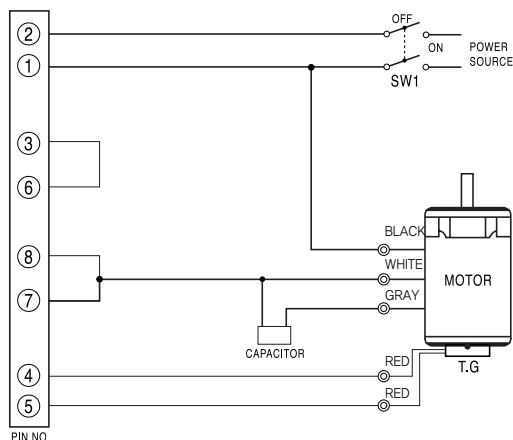 OFF
② ON POWER
① SOURCE
SW1
③
⑥
BLACK
⑧ WHITE
MOTOR
⑦ GRAY
CAPACITOR
④ RED T.G
⑤ RED
PIN NO